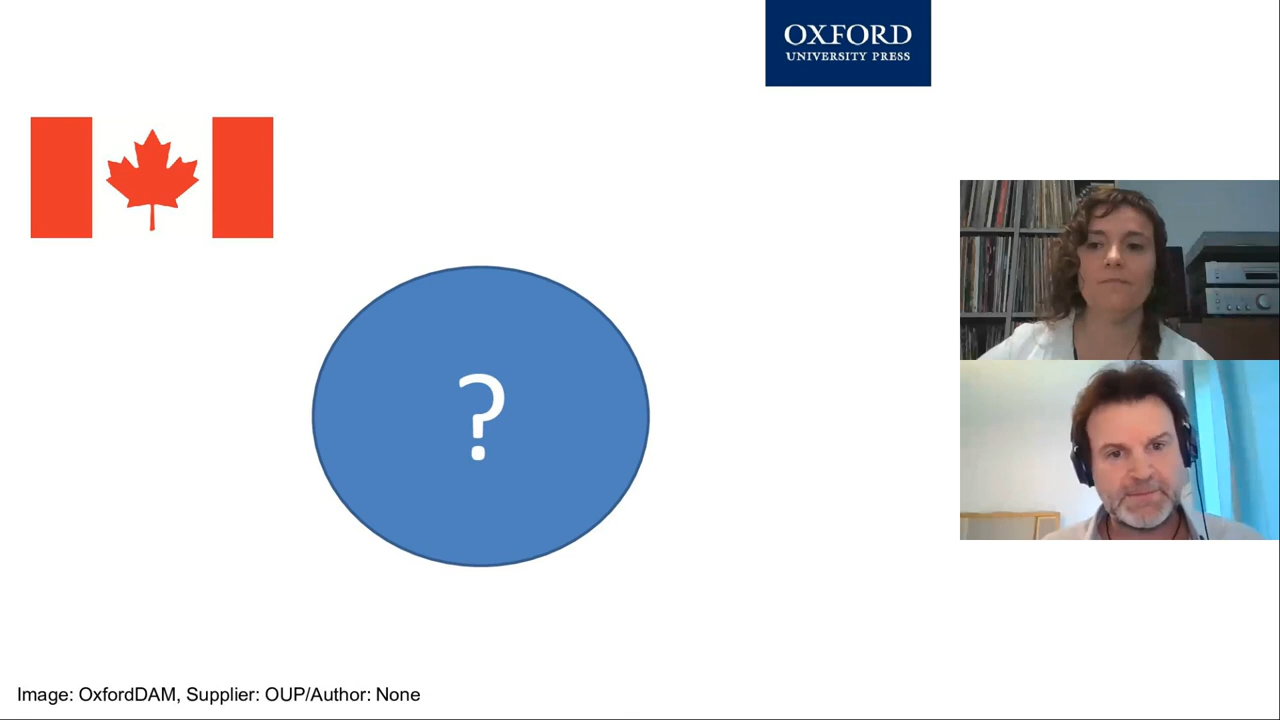 OXFORD
UNIVERSITY PRESS
?
Image: OxfordDAM, Supplier: OUP/Author: None